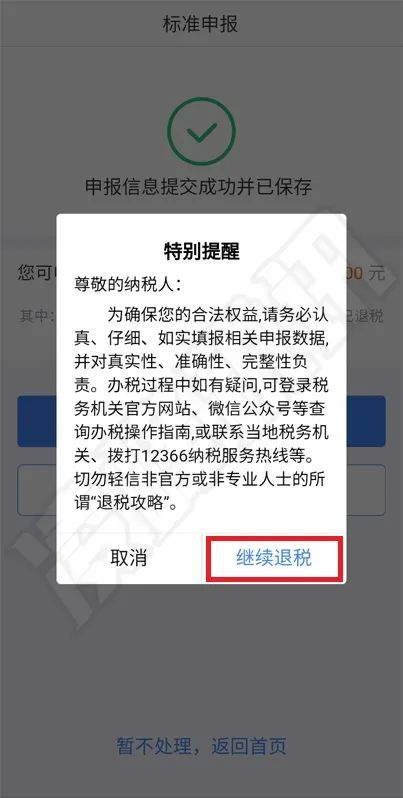 标准申报
申报信息提交成功并已保存
特别提醒
您可
00 元
尊敬的纳税人：
其中：
已退税
为确保您的合法权益,请务必认
真、仔细、如实填报相关申报数据,
并对真实性、准确性、完整性负
责。办税过程中如有疑问,可登录税
务机关官方网站、微信公众号等查
询办税操作指南,或联系当地税务机
关、拨打12366纳税服务热线等。
切勿轻信非官方或非专业人士的所
谓“退税攻略”。
取消
继续退税
暂不处理，返回首页